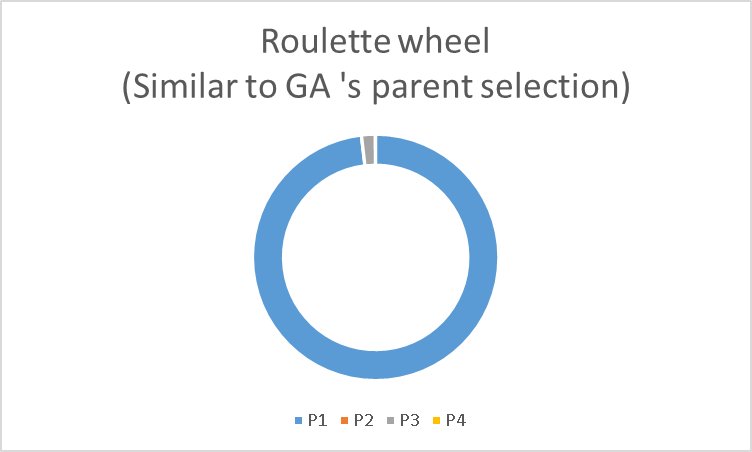 Roulette wheel
(Similar to GA 's parent selection)
P1 P2 P3 P4